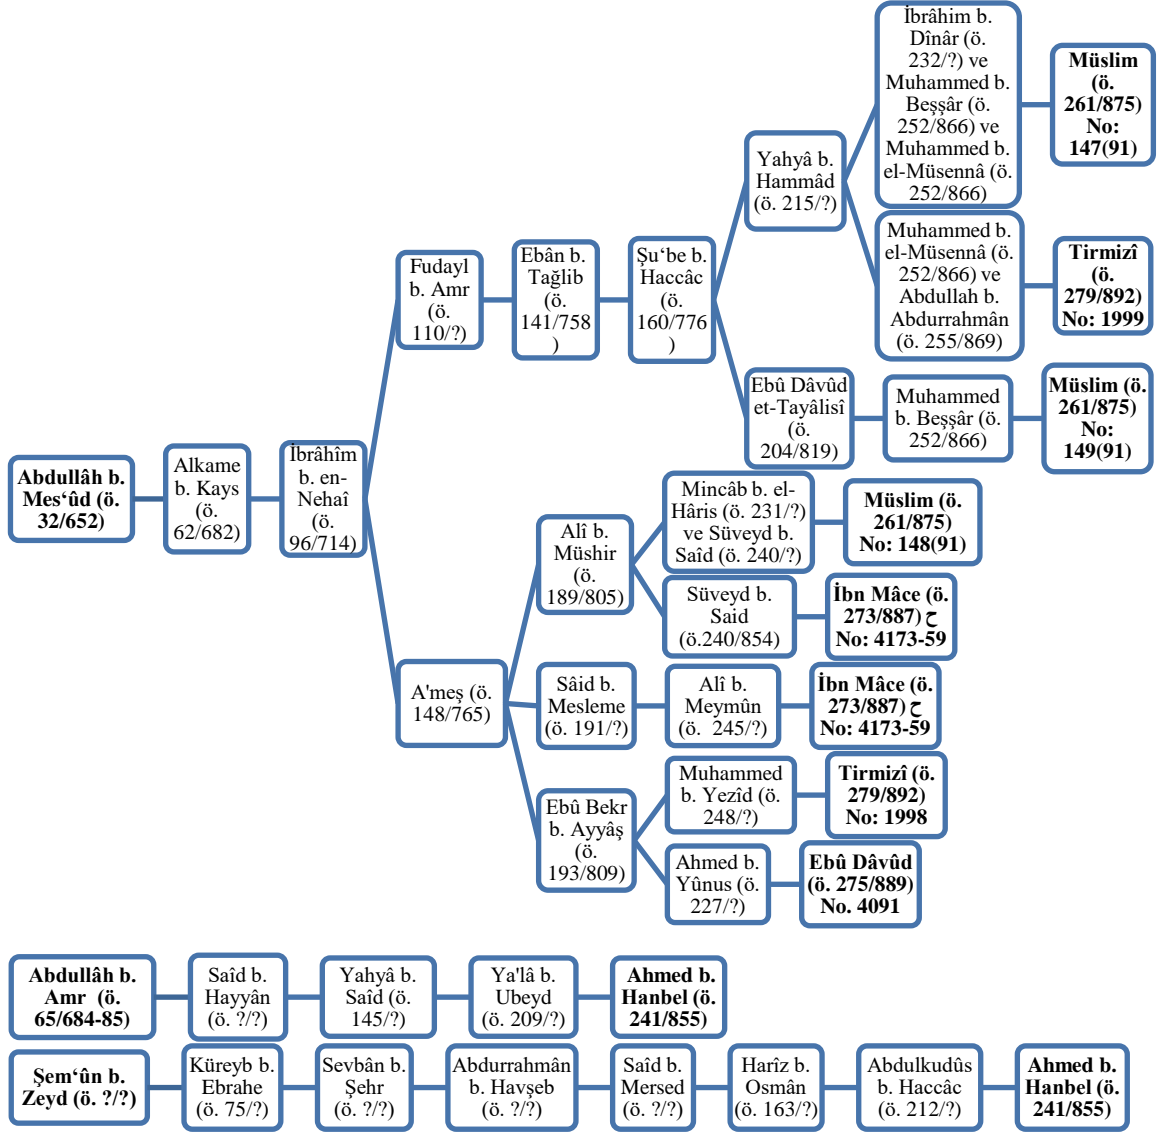 İbrâhim b.
Dînâr (ö.
232/?) ve
Muhammed b.
Beşşâr (ö.
252/866) ve
Muhammed b.
el-Müsennâ (ö.
252/866)
Müslim
(ö.
261/875)
No:
147(91)
Yahyâ b.
Hammâd
(ö. 215/?)
Muhammed b.
el-Müsennâ (ö.
252/866) ve
Abdullah b.
Abdurrahmân
(ö. 255/869)
Tirmizî
(ö.
279/892)
No: 1999
Fudayl
b. Amr
(ö.
110/?)
Ebân b.
Tağlib
(ö.
141/758
)
Şu‘be b.
Haccâc
(ö.
160/776
)
Ebû Dâvûd
et-Tayâlisî
(ö.
204/819)
Muhammed
b. Beşşâr (ö.
252/866)
Müslim (ö.
261/875)
No:
149(91)
Abdullâh b.
Mes‘ûd (ö.
32/652)
Alkame
b. Kays
(ö.
62/682)
İbrâhîm
b. en-
Nehaî
(ö.
96/714)
Alî b.
Müshir
(ö.
189/805)
Mincâb b. el-
Hâris (ö. 231/?)
ve Süveyd b.
Saîd (ö. 240/?)
Müslim (ö.
261/875)
No: 148(91)
Süveyd b.
Said
(ö.240/854)
İbn Mâce (ö.
273/887) ح
No: 4173-59
A'meş (ö.
148/765)
Sâid b.
Mesleme
(ö. 191/?)
Alî b.
Meymûn
(ö. 245/?)
İbn Mâce (ö.
273/887) ح
No: 4173-59
Ebû Bekr
b. Ayyâş
(ö.
193/809)
Muhammed
b. Yezîd (ö.
248/?)
Tirmizî (ö.
279/892)
No: 1998
Ahmed b.
Yûnus (ö.
227/?)
Ebû Dâvûd
(ö. 275/889)
No. 4091
Abdullâh b.
Amr (ö.
65/684-85)
Saîd b.
Hayyân
(ö. ?/?)
Yahyâ b.
Saîd (ö.
145/?)
Ya'lâ b.
Ubeyd
(ö. 209/?)
Ahmed b.
Hanbel (ö.
241/855)
Şem‘ûn b.
Zeyd (ö. ?/?)
Küreyb b.
Ebrahe
(ö. 75/?)
Sevbân b.
Şehr
(ö. ?/?)
Abdurrahmân
b. Havşeb
(ö. ?/?)
Saîd b.
Mersed
(ö. ?/?)
Harîz b.
Osmân
(ö. 163/?)
Abdulkudûs
b. Haccâc
(ö. 212/?)
Ahmed b.
Hanbel (ö.
241/855)